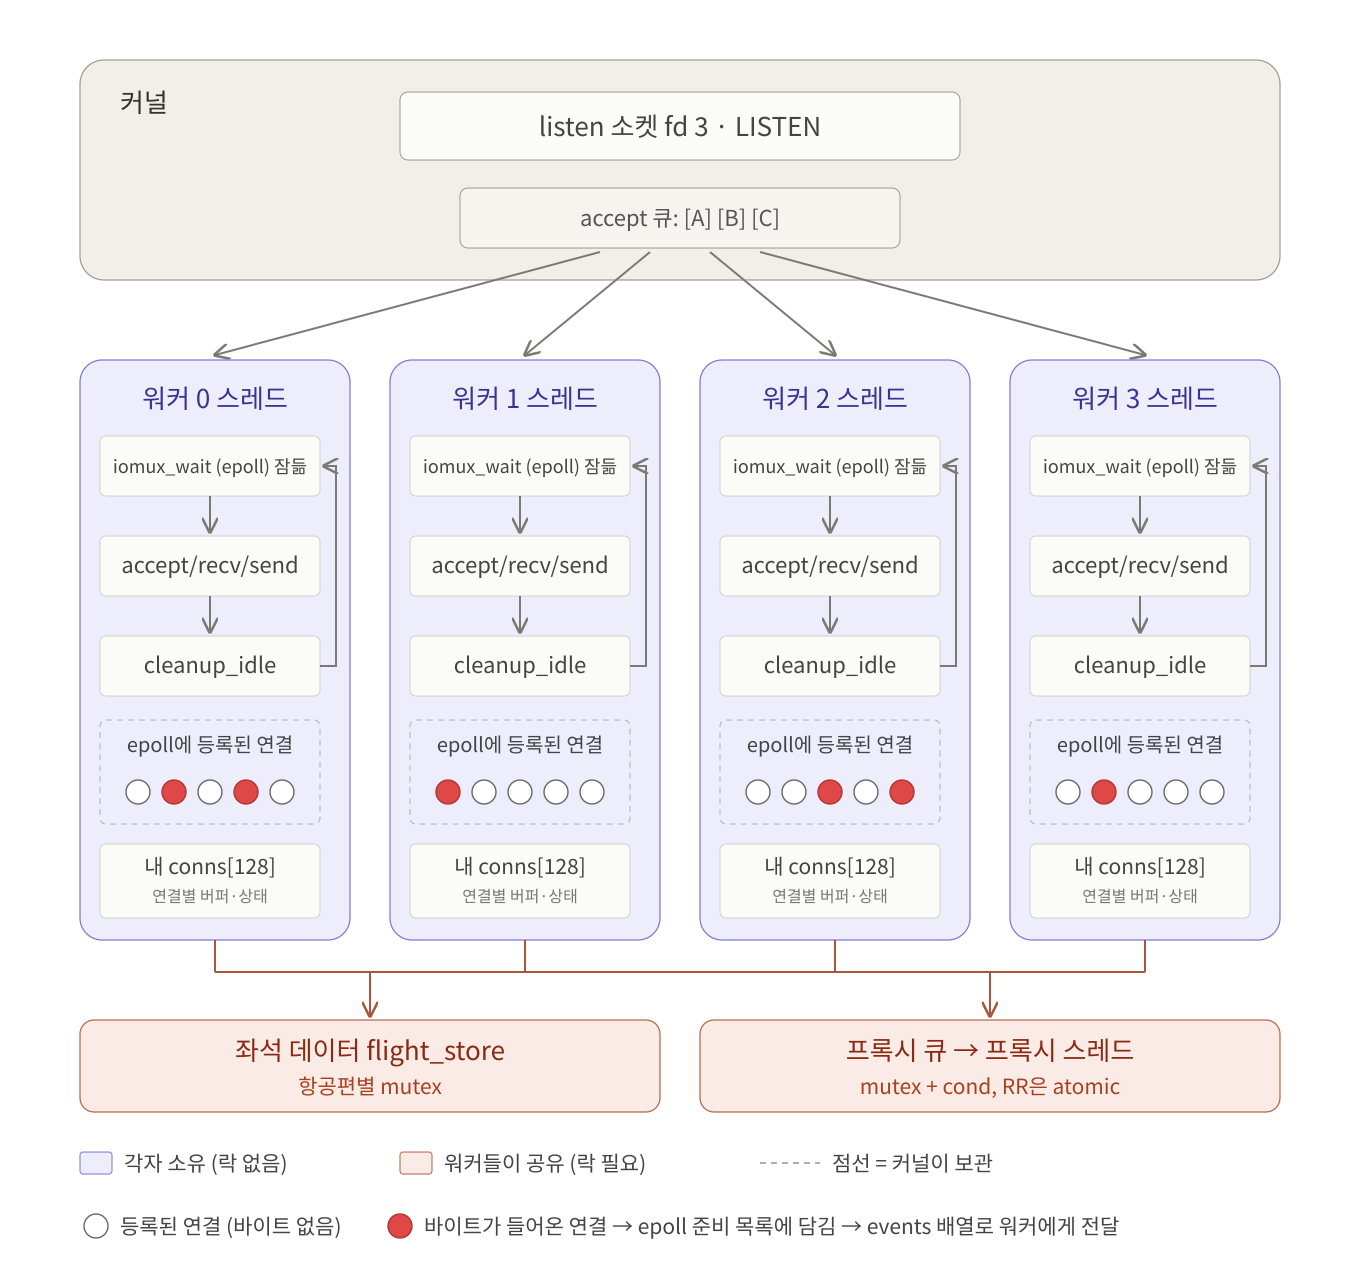 커널
listen 소켓 fd 3 · LISTEN
accept 큐: [A] [B] [C]
워커 0 스레드
iomux_wait (epoll) 잠듦
accept/recv/send
cleanup_idle
epoll에 등록된 연결
내 conns[128]
연결별 버퍼·상태
워커 1 스레드
iomux_wait (epoll) 잠듦
accept/recv/send
cleanup_idle
epoll에 등록된 연결
내 conns[128]
연결별 버퍼·상태
워커 2 스레드
iomux_wait (epoll) 잠듦
accept/recv/send
cleanup_idle
epoll에 등록된 연결
내 conns[128]
연결별 버퍼·상태
워커 3 스레드
iomux_wait (epoll) 잠듦
accept/recv/send
cleanup_idle
epoll에 등록된 연결
내 conns[128]
연결별 버퍼·상태
좌석 데이터 flight_store
항공편별 mutex
프록시 큐 → 프록시 스레드
mutex + cond, RR은 atomic
각자 소유 (락 없음)
워커들이 공유 (락 필요)
점선 = 커널이 보관
등록된 연결 (바이트 없음)
바이트가 들어온 연결 → epoll 준비 목록에 담김 → events 배열로 워커에게 전달